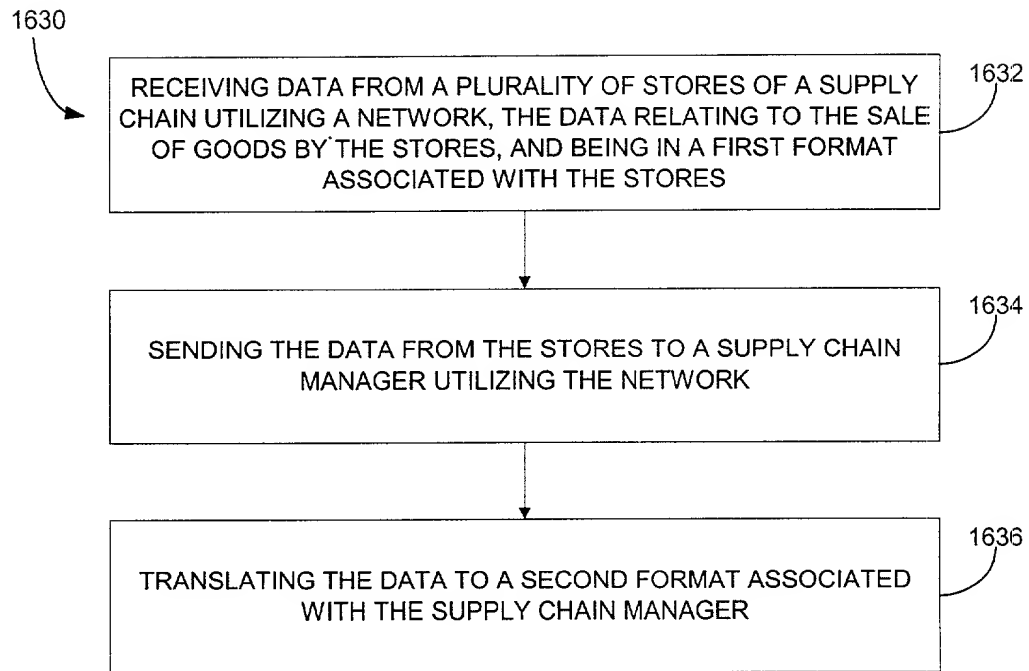 1630
RECEIVING DATA FROM A PLURALITY OF STORES OF A SUPPLY
CHAIN UTILIZING A NETWORK, THE DATA RELATING TO THE SALE
OF GOODS BY THE STORES, AND BEING IN A FIRST FORMAT
ASSOCIATED WITH THE STORES
1632
SENDING THE DATA FROM THE STORES TO A SUPPLY CHAIN
MANAGER UTILIZING THE NETWORK
1634
TRANSLATING THE DATA TO A SECOND FORMAT ASSOCIATED
WITH THE SUPPLY CHAIN MANAGER
1636